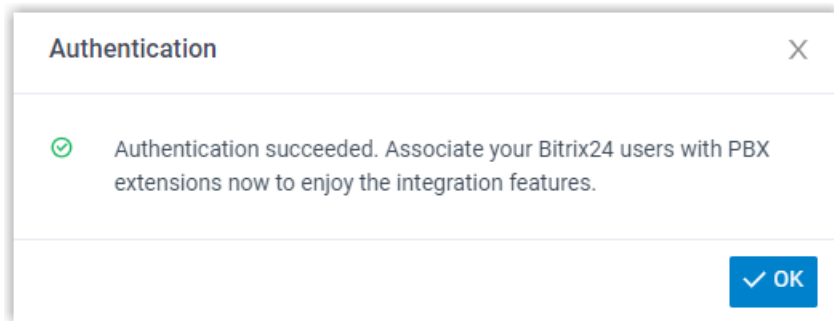 Authentication
Authentication succeeded. Associate your Bitrix24 users with PBX
extensions now to enjoy the integration features.
OK